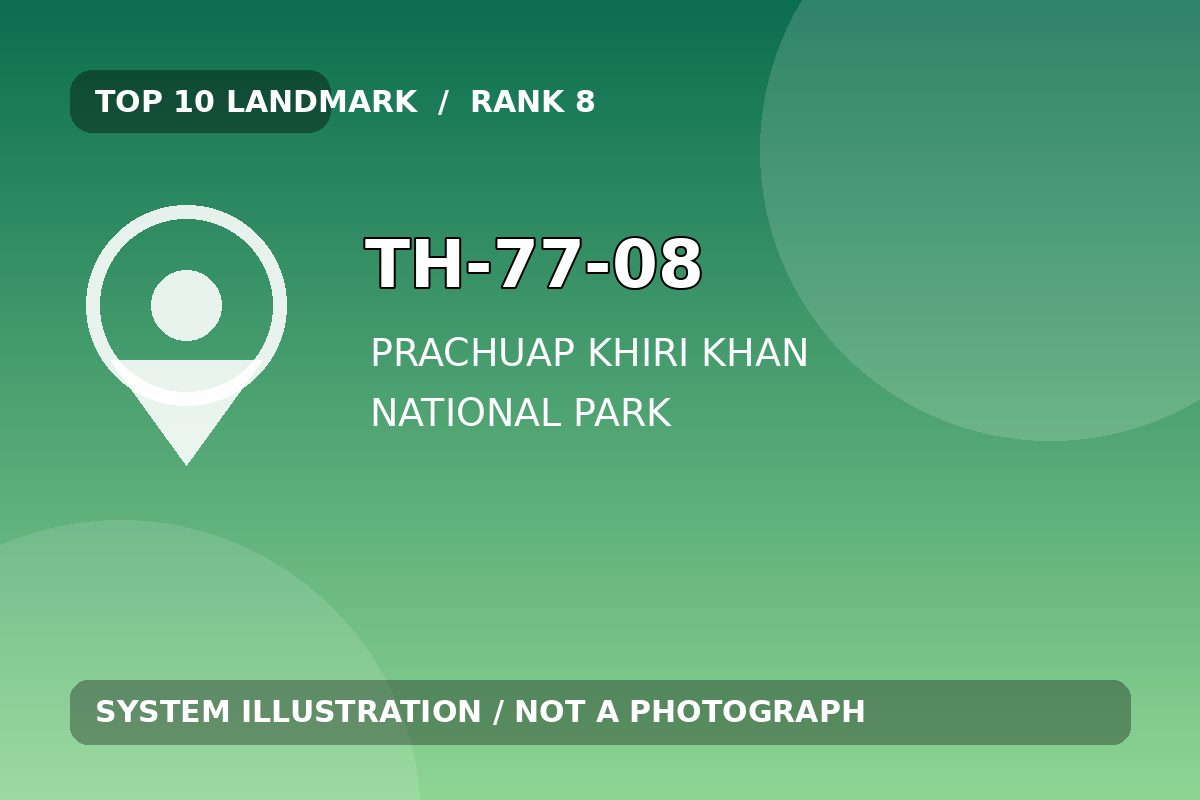 TOP 10 LANDMARK / RANK 8
TH-77-08
PRACHUAP KHIRI KHAN
NATIONAL PARK
SYSTEM ILLUSTRATION / NOT A PHOTOGRAPH